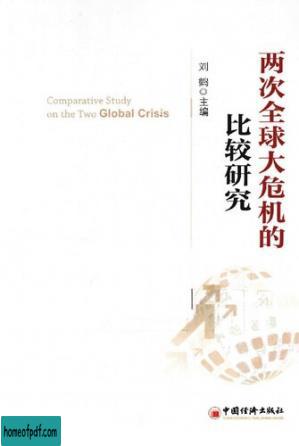 两次全球大危机的
比较研究
刘鹤◎主编
Comparative Study
on the Two Global Crisis
中国经济出版社
homeofpdf.com